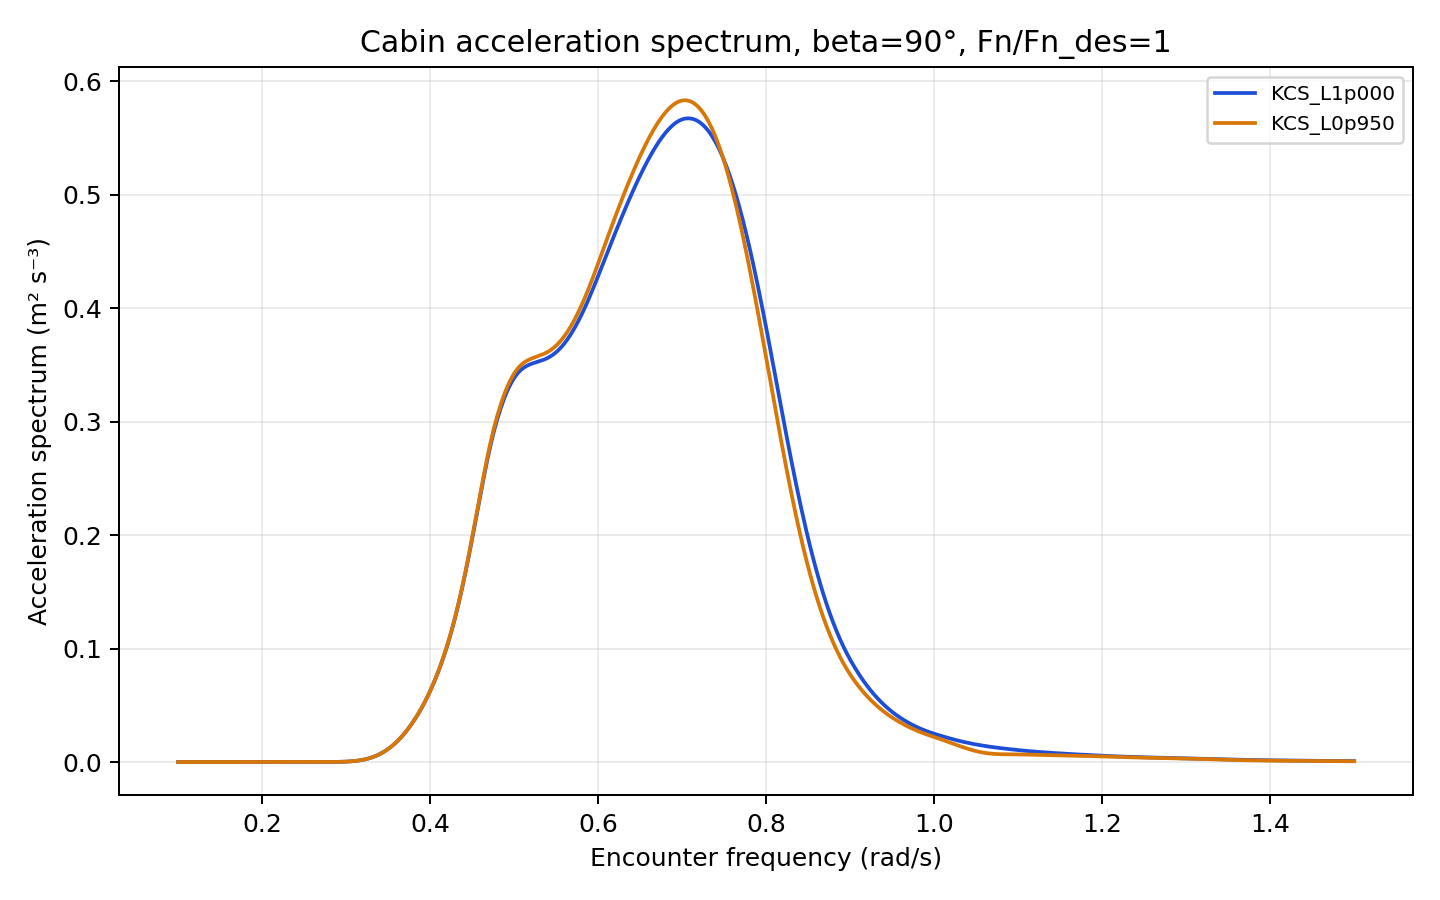 Cabin acceleration spectrum, beta=90°, Fn/Fn_des=1
KCS_L1p000
KCS_L0p950
Acceleration spectrum (m² s⁻³)
0.6
0.5
0.4
0.3
0.2
0.1
0.0
0.2 0.4 0.6 0.8 1.0 1.2 1.4
Encounter frequency (rad/s)